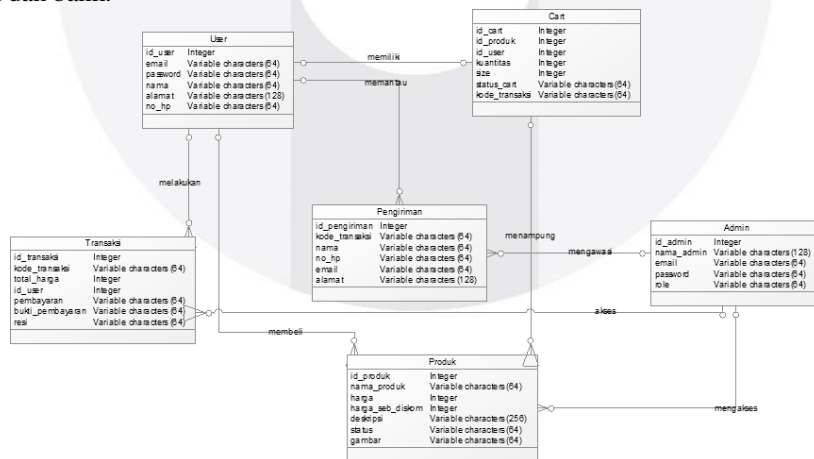 User
id_user Integer
email Variable characters (64)
password Variable characters (64)
nama Variable characters (64)
alamat Variable characters (128)
no_hp Variable characters (64)
Cart
id_cart Integer
id_produk Integer
id_user Integer
kuantitas Integer
size Integer
status_cart Variable characters (64)
kode_transaksi Variable characters (64)
memiliki
memantau
melakukan
Pengiriman
id_pengiriman Integer
kode_transaksi Variable characters (64)
nama Variable characters (64)
no_hp Variable characters (64)
email Variable characters (64)
alamat Variable characters (128)
menampung
mengawasi
Admin
id_admin Integer
nama_admin Variable characters (128)
email Variable characters (64)
password Variable characters (64)
role Variable characters (64)
Transaksi
id_transaksi Integer
kode_transaksi Variable characters (64)
total_harga Integer
id_user Integer
pembayaran Variable characters (64)
bukti_pembayaran Variable characters (64)
resi Variable characters (64)
akses
membeli
Produk
id_produk Integer
nama_produk Variable characters (64)
harga Integer
harga_seb_diskom Integer
deskripsi Variable characters (256)
status Variable characters (64)
gambar Variable characters (64)
mengakses